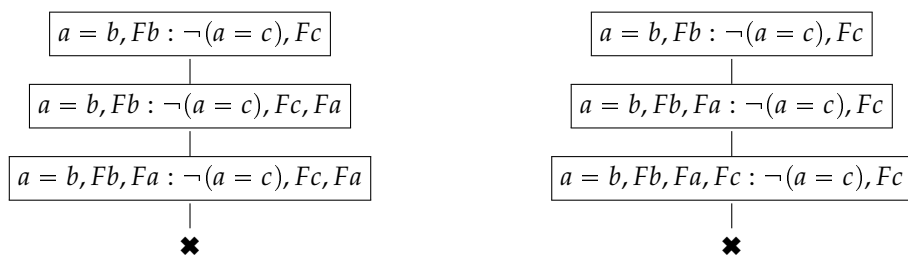 a = b, Fb : ¬(a = c), Fc
a = b, Fb : ¬(a = c), Fc, Fa
a = b, Fb, Fa : ¬(a = c), Fc, Fa
✖
a = b, Fb : ¬(a = c), Fc
a = b, Fb, Fa : ¬(a = c), Fc
a = b, Fb, Fa, Fc : ¬(a = c), Fc
✖